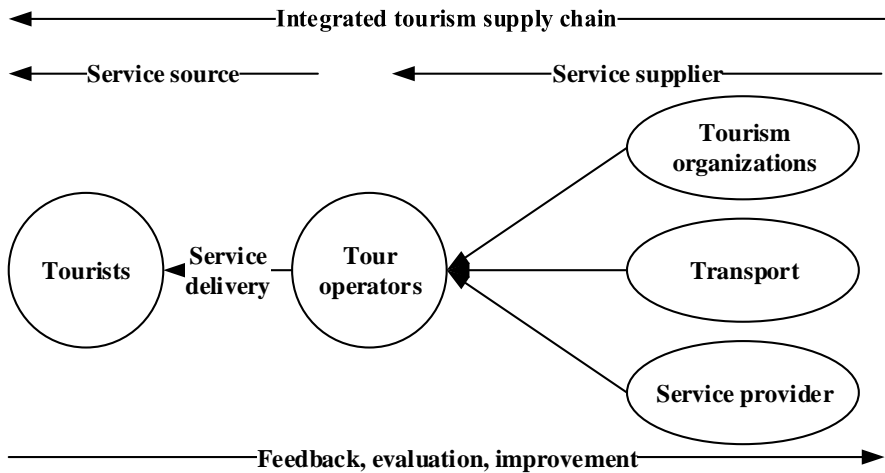 Integrated tourism supply chain
Service source
Service supplier
Tourism
organizations
Tourists
Service
delivery
Tour
operators
Transport
Service provider
Feedback, evaluation, improvement